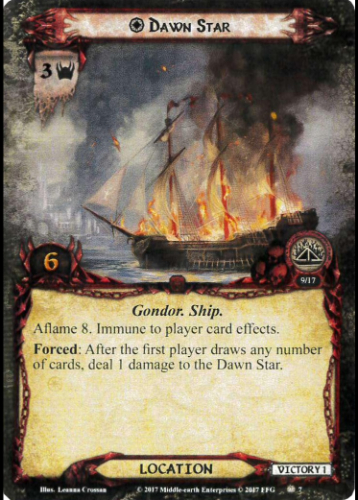 Dawn Star
3
6
9/17
Gondor. Ship.
Aflame 8. Immune to player card effects.
Forced: After the first player draws any number
of cards, deal 1 damage to the Dawn Star.
Illus. Leanna Crossan
© 2017 Middle-earth Enterprises © 2017 FFG
7
LOCATION
VICTORY 1